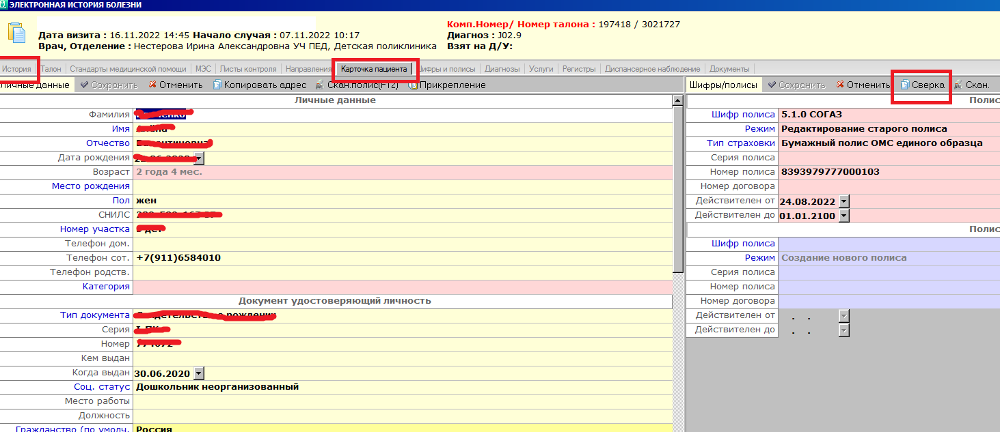 ЭЛЕКТРОННАЯ ИСТОРИЯ БОЛЕЗНИ
Дата визита : 16.11.2022 14:45 Начало случая : 07.11.2022 10:17
Врач, Отделение : Нестерова Ирина Александровна УЧ ПЕД, Детская поликлиника
Комп.Номер/ Номер талона : 197418 / 3021727
Диагноз : J02.9
Взят на Д/У:
История Талон Стандарты медицинской помощи МЭС Листы контроля Направления Карточка пациента Шифры и полисы Диагнозы Услуги Регистры Диспансерное наблюдение Документы
Личные данные Сохранить Отменить Копировать адрес Скан.полис(F12) Прикрепление
Личные данные
Фамилия
Имя
Отчество
Дата рождения
Возраст 2 года 4 мес.
Место рождения
Пол жен
СНИЛС
Номер участка
Телефон дом.
Телефон сот. +7(911)6584010
Телефон родств.
Категория
Документ удостоверяющий личность
Тип документа
Серия
Номер
Кем выдан
Когда выдан 30.06.2020
Соц. статус Дошкольник неорганизованный
Место работы
Должность
Гражданство (по умолч. Россия
Шифры/полисы Сохранить Отменить Сверка Скан.
Полис
Шифр полиса 5.1.0 СОГАЗ
Режим Редактирование старого полиса
Тип страховки Бумажный полис ОМС единого образца
Серия полиса
Номер полиса 8393979777000103
Номер договора
Действителен от 24.08.2022
Действителен до 01.01.2100
Полис
Шифр полиса
Режим Создание нового полиса
Серия полиса
Номер полиса
Номер договора
Действителен от . .
Действителен до . .